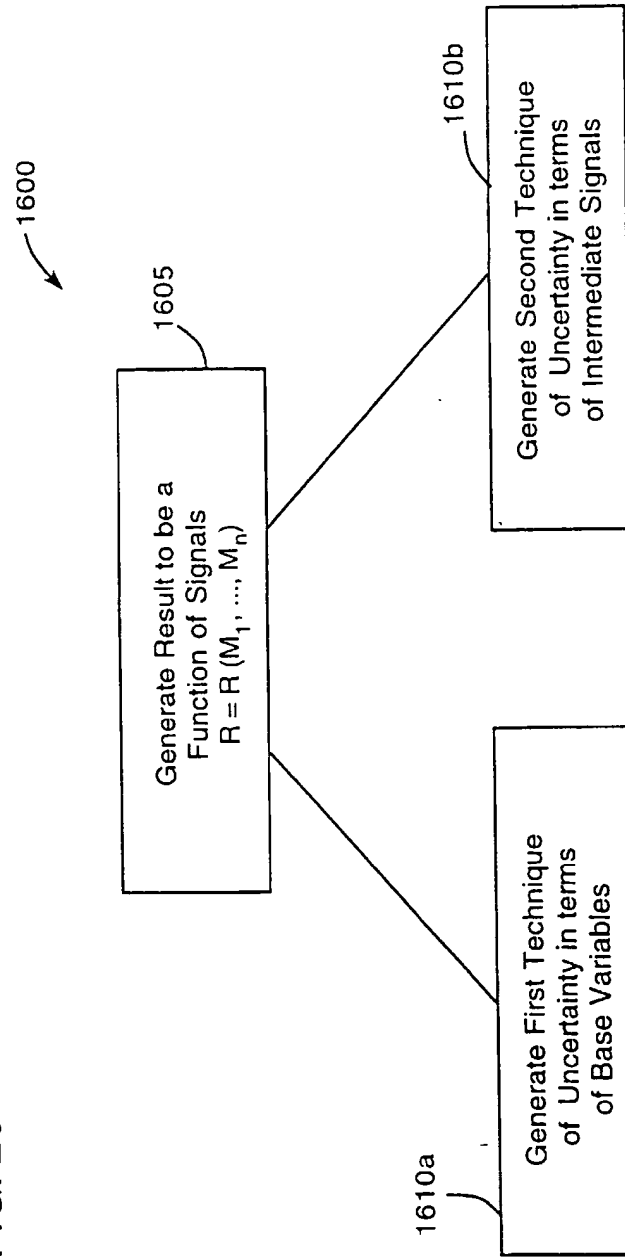 1600
1605
Generate Result to be a
Function of Signals
R = R (M1, ..., Mn)
1610a
Generate First Technique
of Uncertainty in terms
of Base Variables
1610b
Generate Second Technique
of Uncertainty in terms
of Intermediate Signals